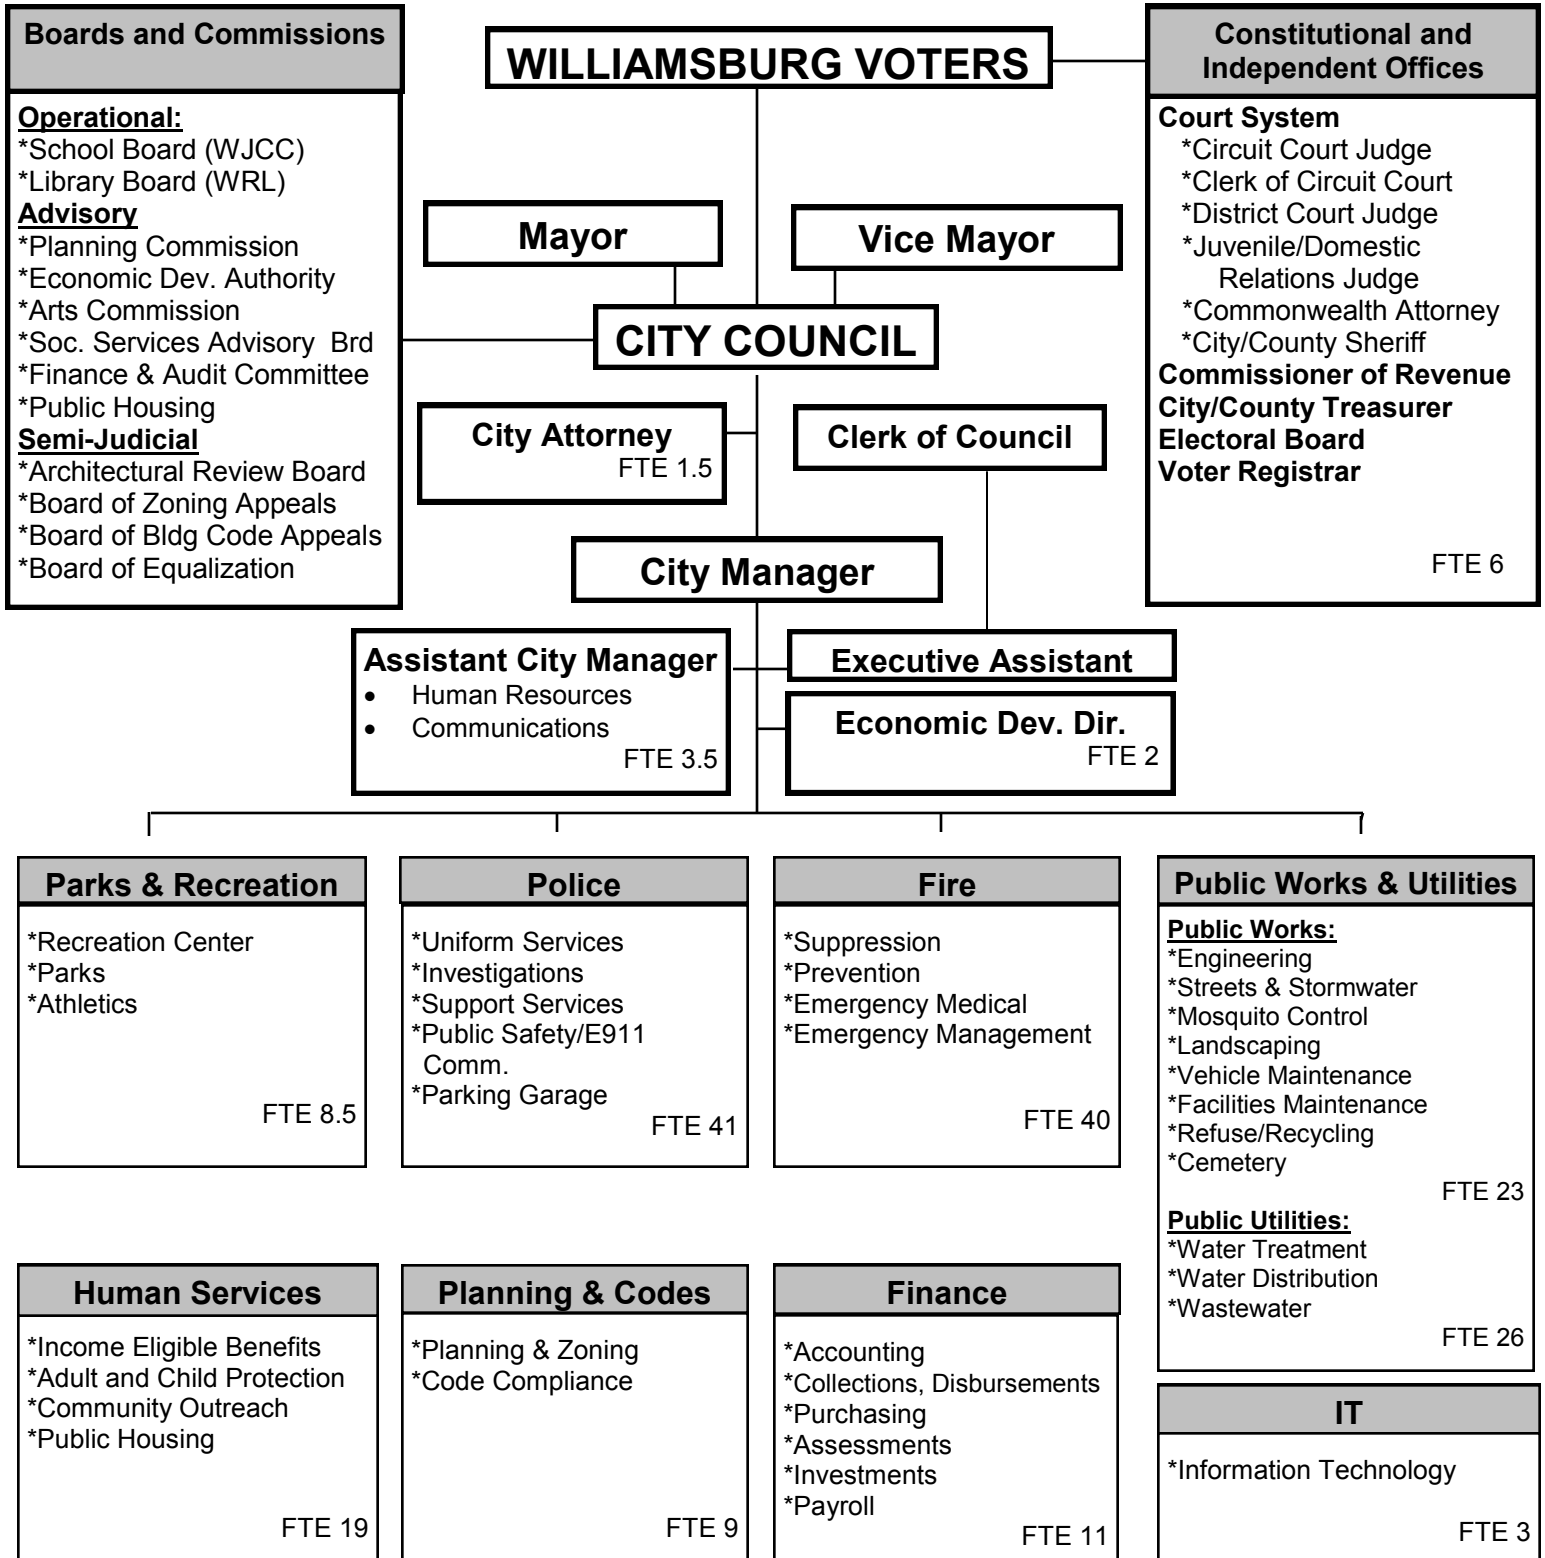 Boards and Commissions
Operational:
*School Board (WJCC)
*Library Board (WRL)
Advisory
*Planning Commission
*Economic Dev. Authority
*Arts Commission
*Soc. Services Advisory Brd
*Finance & Audit Committee
*Public Housing
Semi-Judicial
*Architectural Review Board
*Board of Zoning Appeals
*Board of Bldg Code Appeals
*Board of Equalization
WILLIAMSBURG VOTERS
Constitutional and
Independent Offices
Court System
*Circuit Court Judge
*Clerk of Circuit Court
*District Court Judge
*Juvenile/Domestic
Relations Judge
*Commonwealth Attorney
*City/County Sheriff
Commissioner of Revenue
City/County Treasurer
Electoral Board
Voter Registrar
FTE 6
Mayor
Vice Mayor
CITY COUNCIL
City Attorney
FTE 1.5
Clerk of Council
City Manager
Assistant City Manager
• Human Resources
• Communications
FTE 3.5
Executive Assistant
Economic Dev. Dir.
FTE 2
Parks & Recreation
*Recreation Center
*Parks
*Athletics
FTE 8.5
Police
*Uniform Services
*Investigations
*Support Services
*Public Safety/E911
Comm.
*Parking Garage
FTE 41
Fire
*Suppression
*Prevention
*Emergency Medical
*Emergency Management
FTE 40
Public Works & Utilities
Public Works:
*Engineering
*Streets & Stormwater
*Mosquito Control
*Landscaping
*Vehicle Maintenance
*Facilities Maintenance
*Refuse/Recycling
*Cemetery
FTE 23
Public Utilities:
*Water Treatment
*Water Distribution
*Wastewater
FTE 26
Human Services
*Income Eligible Benefits
*Adult and Child Protection
*Community Outreach
*Public Housing
FTE 19
Planning & Codes
*Planning & Zoning
*Code Compliance
FTE 9
Finance
*Accounting
*Collections, Disbursements
*Purchasing
*Assessments
*Investments
*Payroll
FTE 11
IT
*Information Technology
FTE 3